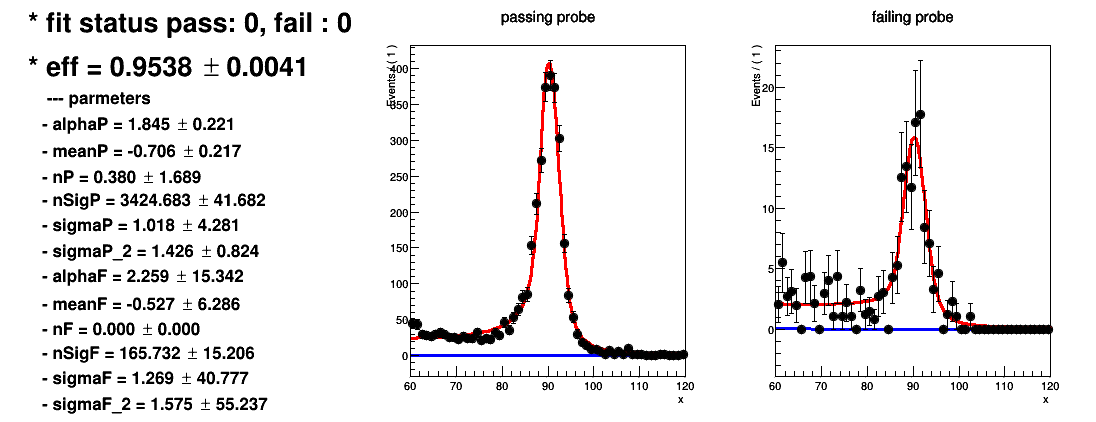 * fit status pass: 0, fail : 0
* eff = 0.9538 ± 0.0041
--- parmeters
- alphaP = 1.845 ± 0.221
- meanP = -0.706 ± 0.217
- nP = 0.380 ± 1.689
- nSigP = 3424.683 ± 41.682
- sigmaP = 1.018 ± 4.281
- sigmaP_2 = 1.426 ± 0.824
- alphaF = 2.259 ± 15.342
- meanF = -0.527 ± 6.286
- nF = 0.000 ± 0.000
- nSigF = 165.732 ± 15.206
- sigmaF = 1.269 ± 40.777
- sigmaF_2 = 1.575 ± 55.237
passing probe
Events / ( 1 )
400
350
300
250
200
150
100
50
0
60 70 80 90 100 110 120
x
failing probe
Events / ( 1 )
20
15
10
5
0
60 70 80 90 100 110 120
x